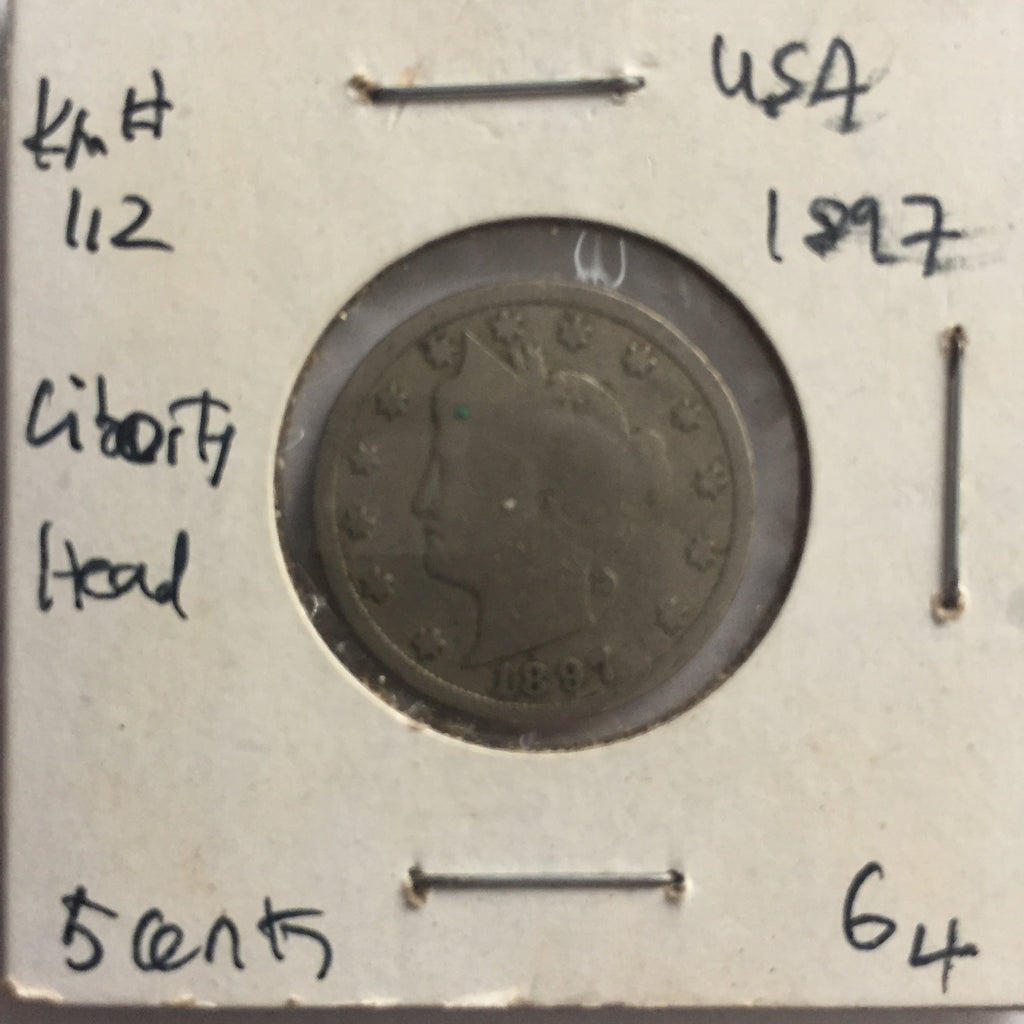 Km#
112
USA
1897
Liberty
Head
1897
5 cents
64